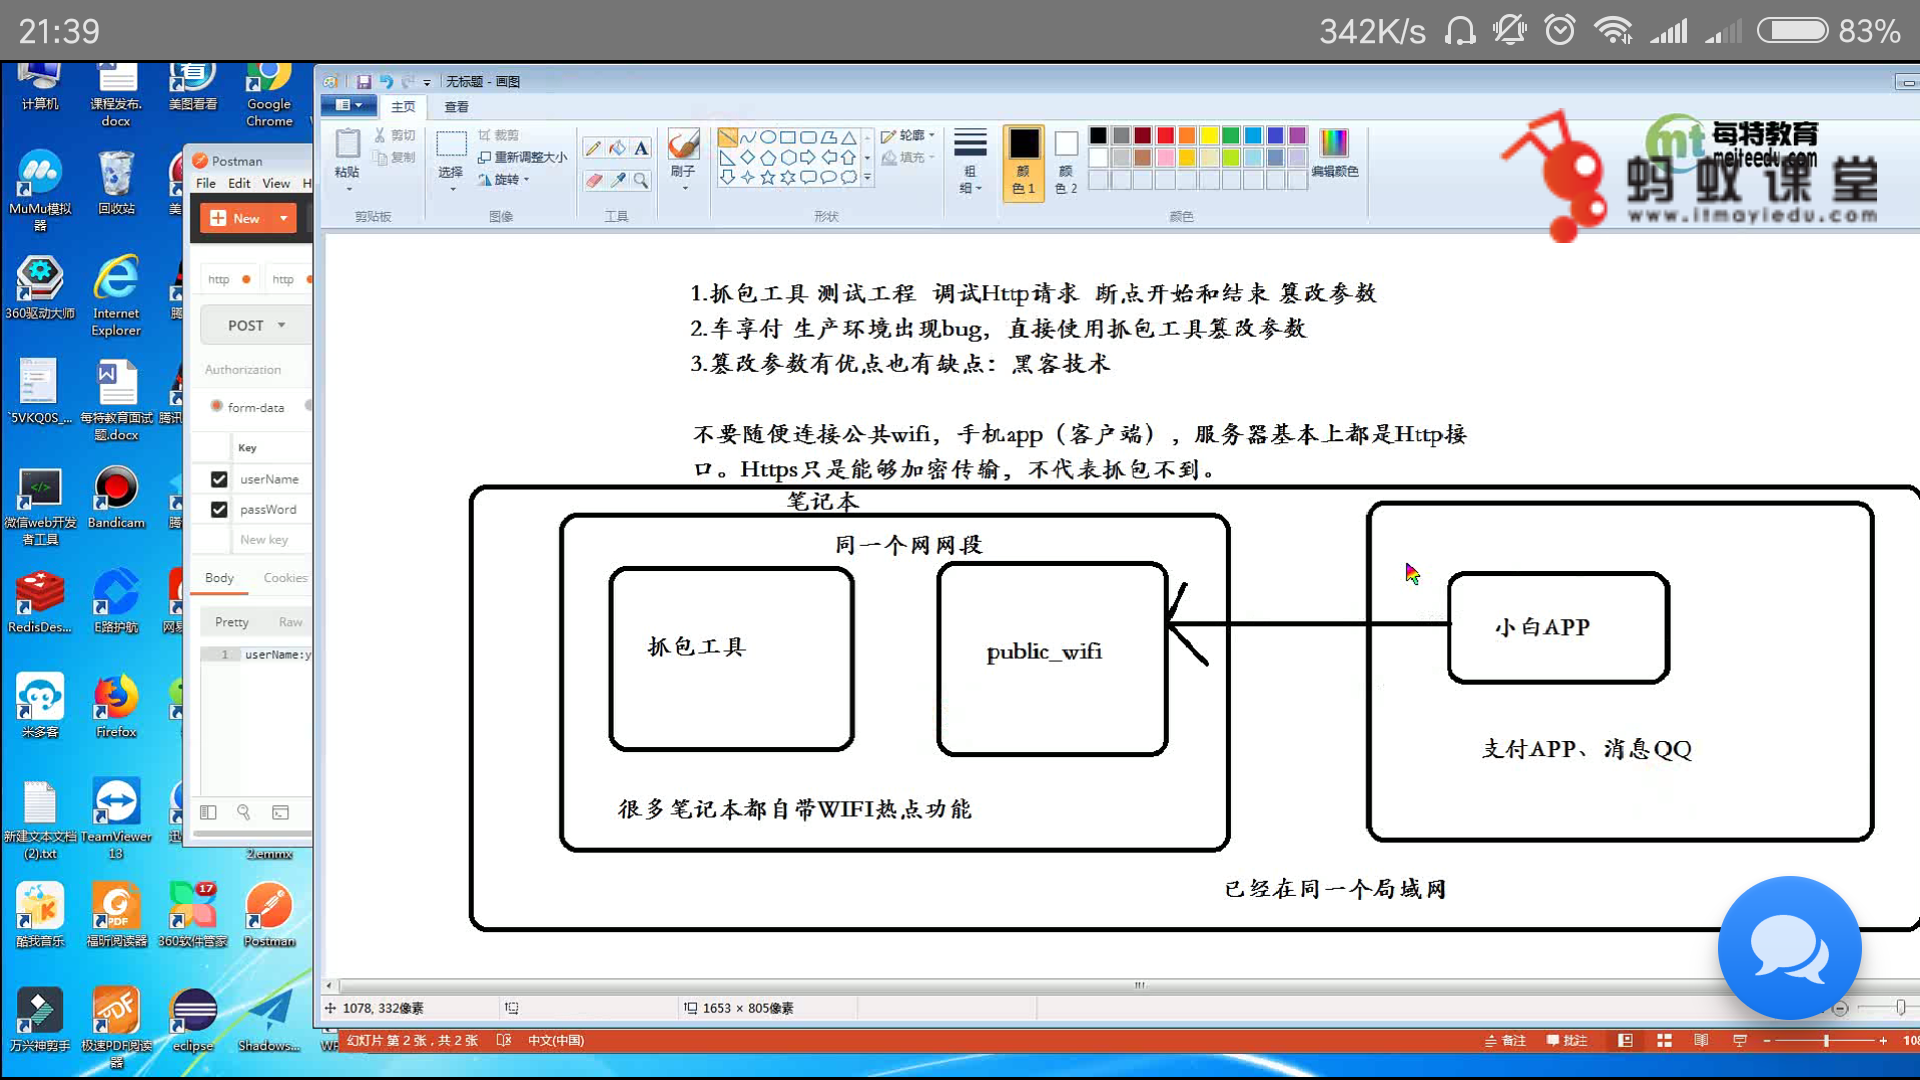 21:39
342K/s
83%
计算机
课程发布.
docx
美图看看
Google
Chrome
无标题 - 画图
主页
查看
粘贴
剪切
复制
剪贴板
选择
裁剪
重新调整大小
旋转
图像
工具
刷子
形状
轮廓
填充
粗
细
颜
色 1
颜
色 2
颜色
编辑颜色
每特教育
meiteedu.com
蚂蚁课堂
www.itmayiedu.com
MuMu模拟
器
回收站
美
Postman
File Edit View H
New
http
http
POST
Authorization
form-data
Key
userName
passWord
New key
Body
Cookies
Pretty
Raw
1 userName:y
360驱动大师
Internet
Explorer
`5VKQ0S_...
每特教育面试
题.docx
腾讯
微信web开发
者工具
Bandicam
RedisDes...
E路护航
米多客
Firefox
新建文本文档
(2).txt
TeamViewer
13
2.emmx
酷我音乐
福昕阅读器
17
360软件管家
Postman
万兴神剪手
极速PDF阅读
器
eclipse
Shadows...
1.抓包工具 测试工程 调试Http请求 断点开始和结束 篡改参数
2.车享付 生产环境出现bug，直接使用抓包工具篡改参数
3.篡改参数有优点也有缺点：黑客技术
不要随便连接公共wifi，手机app（客户端），服务器基本上都是Http接
口。Https只是能够加密传输，不代表抓包不到。
笔记本
同一个网网段
抓包工具
public_wifi
小白APP
支付APP、消息QQ
很多笔记本都自带WIFI热点功能
已经在同一个局域网
1078, 332像素
1653 × 805像素
幻灯片 第 2 张，共 2 张
中文(中国)
备注
批注